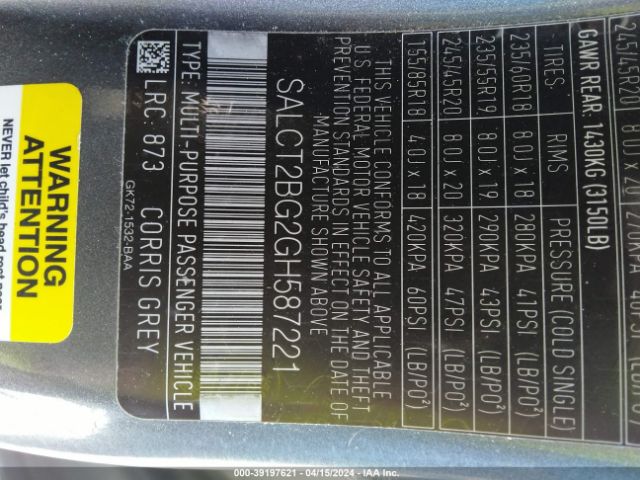 245/45R20 8.0J x 20
GAWR REAR: 1430KG (3150LB)
TIRES: RIMS PRESSURE (COLD SINGLE)
235/60R18 8.0J x 18 280KPA 41PSI (LB/PO²)
235/55R19 8.0J x 19 290KPA 43PSI (LB/PO²)
245/45R20 8.0J x 20 320KPA 47PSI (LB/PO²)
155/85R18 4.0J x 18 420KPA 60PSI (LB/PO²)
THIS VEHICLE CONFORMS TO ALL APPLICABLE
U.S. FEDERAL MOTOR VEHICLE SAFETY AND THEFT
PREVENTION STANDARDS IN EFFECT ON THE DATE OF
MANUFACTURE SHOWN ABOVE
SALCT2BG2GH587221
TYPE: MULTI-PURPOSE PASSENGER VEHICLE
LRC: 873 CORRIS GREY
GK72-1532-BAA
WARNING
ATTENTION
NEVER let child's head rest
000-39197621 - 04/15/2024 - IAA Inc.